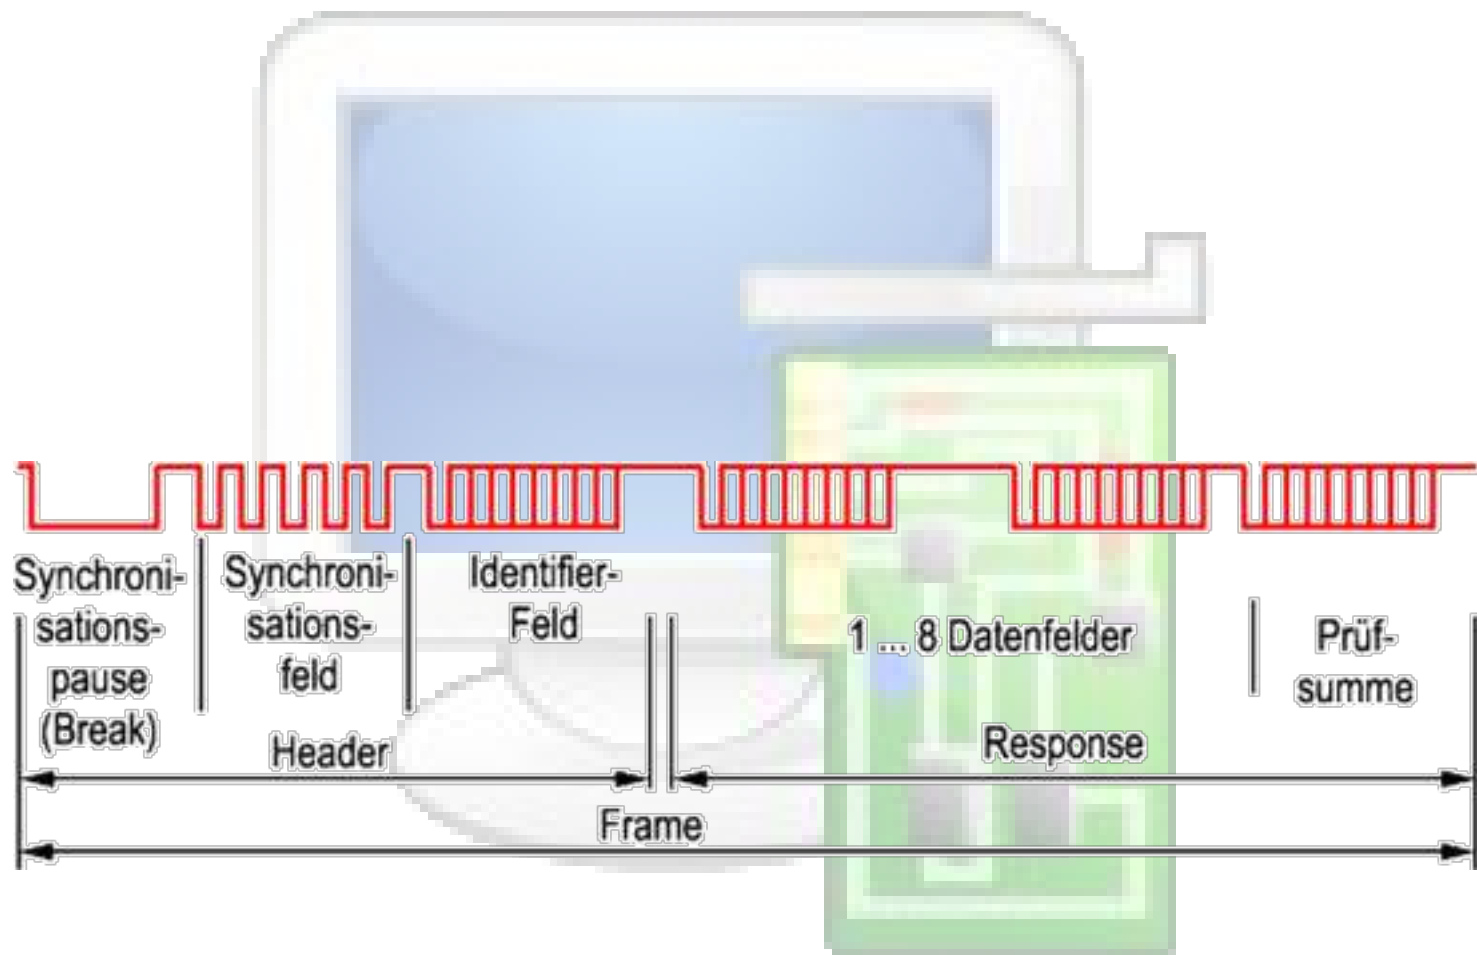 Synchroni-
sations-
pause
(Break)
Synchroni-
sations-
feld
Identifier-
Feld
1 ... 8 Datenfelder
Prüf-
summe
Header
Response
Frame